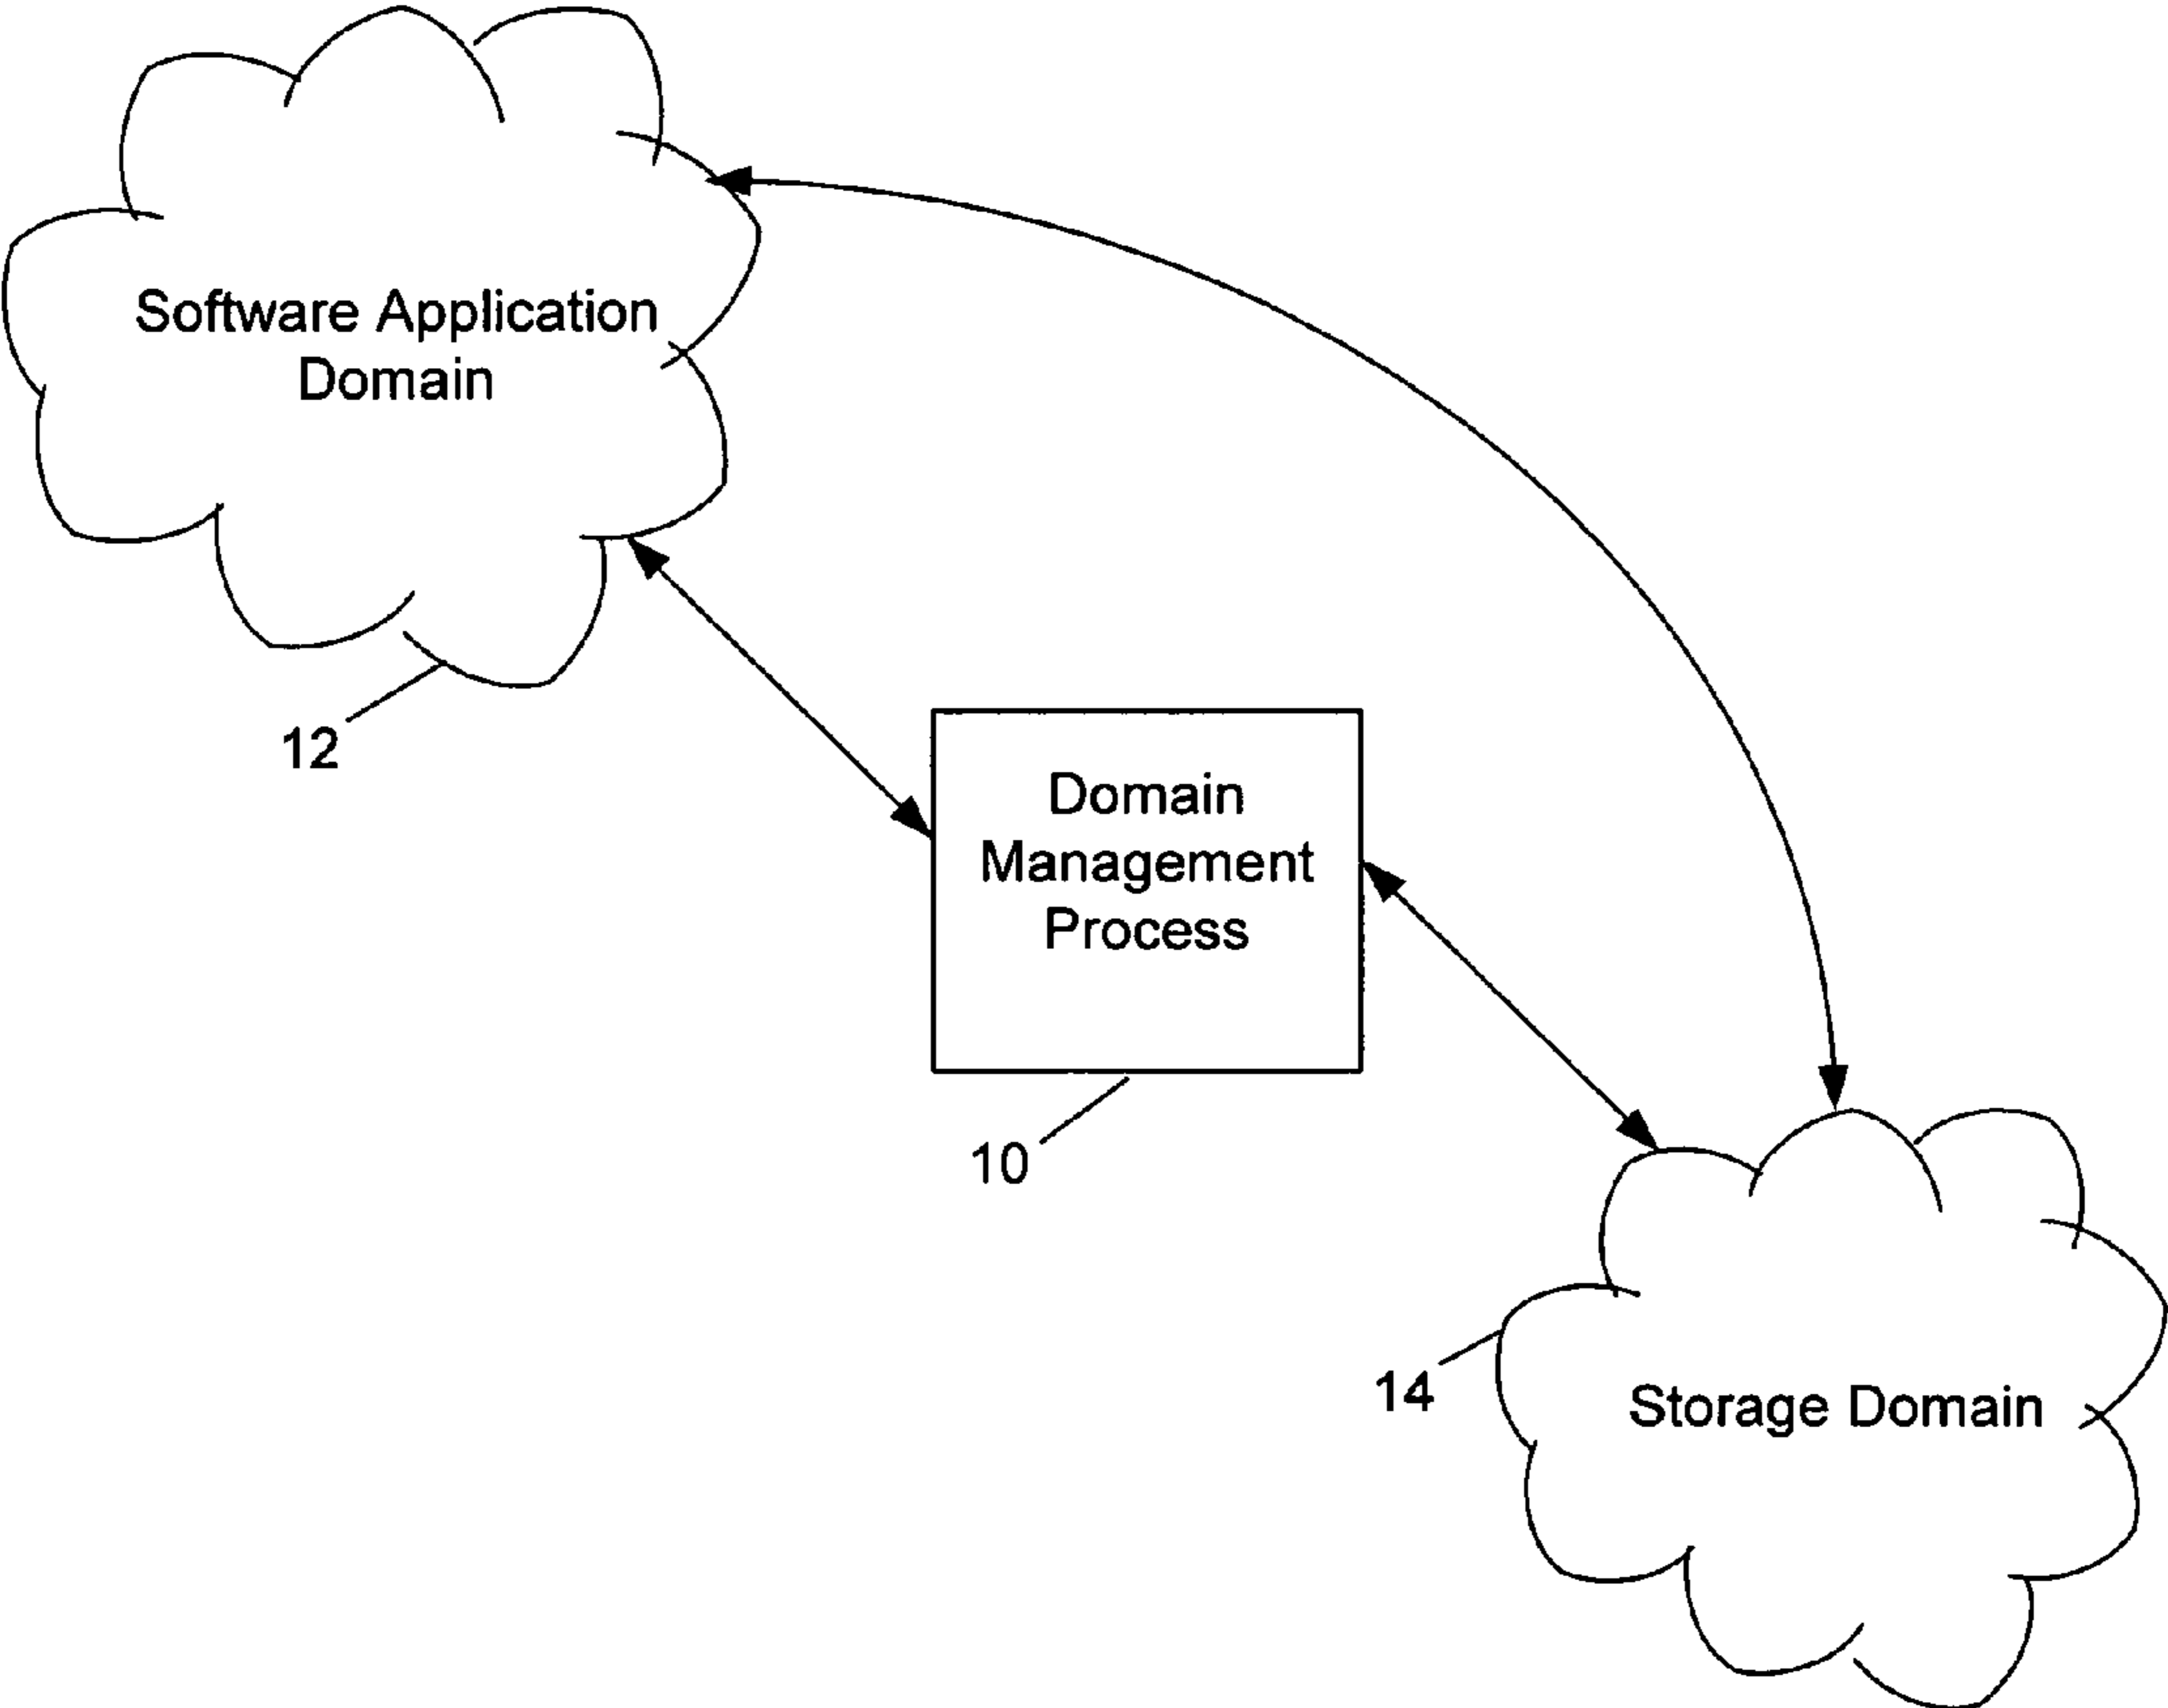 Software Application
Domain
12
Domain
Management
Process
10
14
Storage Domain